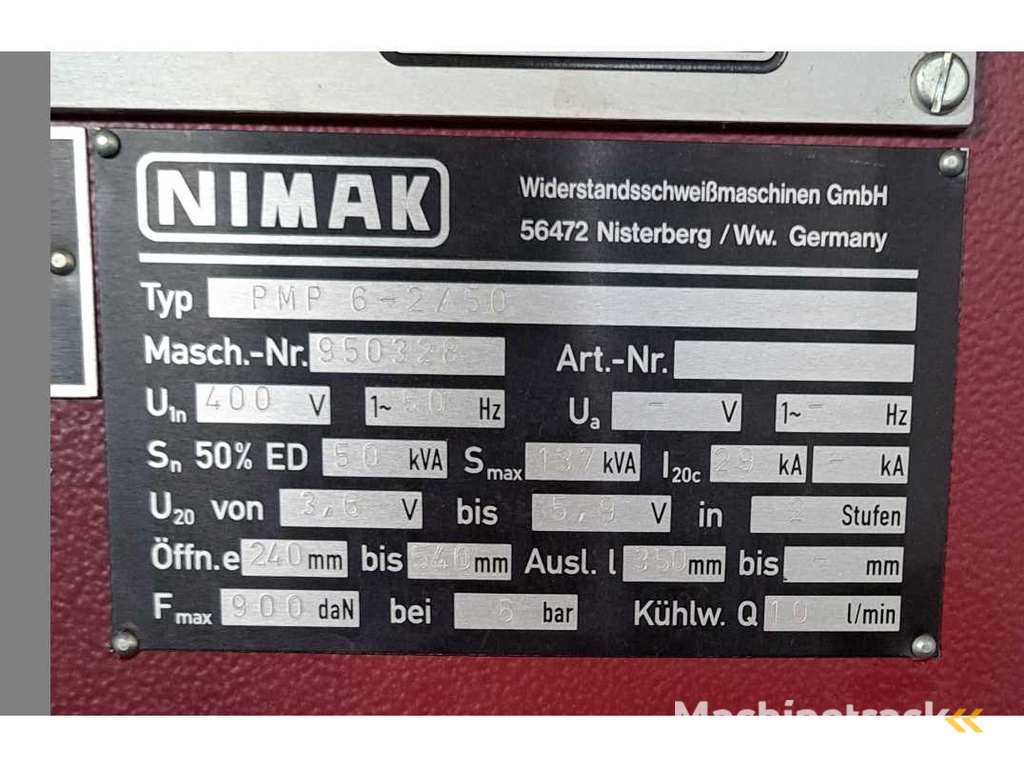 NIMAK
Widerstandsschweißmaschinen GmbH
56472 Nisterberg /Ww. Germany
Typ PMP 6-2/50
Masch.-Nr. 950328 Art.-Nr.
U1n 400 V 1~ 50 Hz Ua - V 1~ - Hz
Sn 50% ED 50 kVA Smax 137 kVA I20c 29 kA - kA
U20 von 3,6 V bis 5,9 V in 2 Stufen
Öffn.e 240 mm bis 540 mm Ausl. l 350 mm bis - mm
Fmax 900 daN bei 6 bar Kühlw. Q 10 l/min
Machinetrack